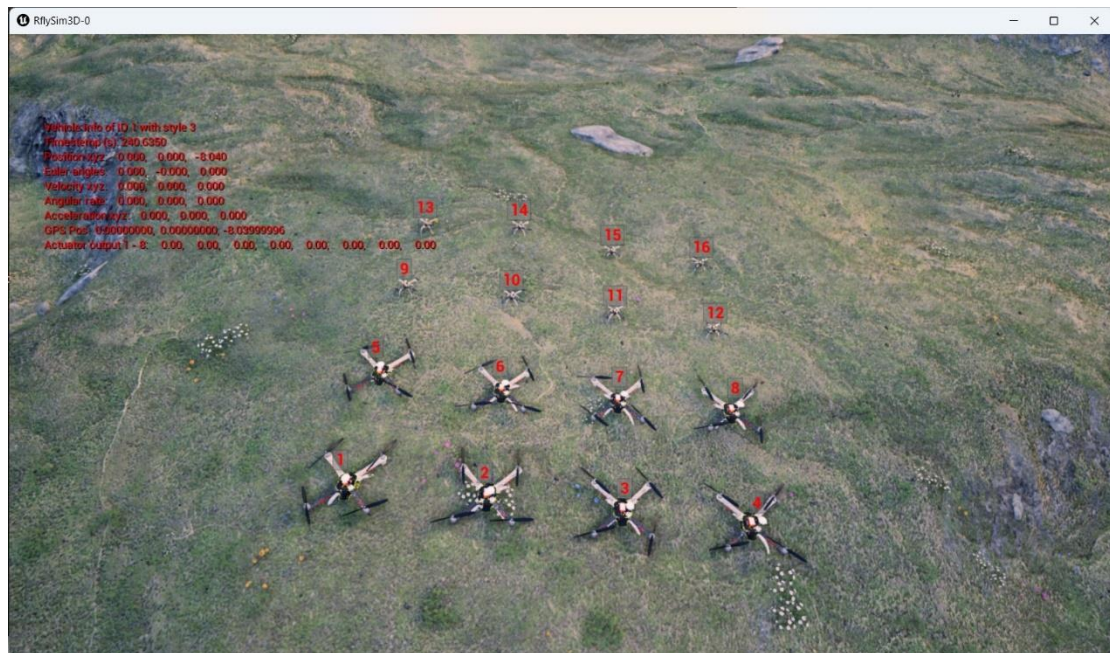 RflySim3D-0
Vehicle info of ID 1 with style 3
Timestemp (s): 240.6350
Position xyz: 0.000, 0.000, -8.040
Euler angles: 0.000, -0.000, 0.000
Velocity xyz: 0.000, 0.000, 0.000
Angular rate: 0.000, 0.000, 0.000
Acceleration xyz: 0.000, 0.000, 0.000
GPS Pos: 0.00000000, 0.00000000, -8.03999996
Actuator output 1 - 8: 0.00, 0.00, 0.00, 0.00, 0.00, 0.00, 0.00, 0.00
13 14 15 16
9 10 11 12
5 6 7 8
1 2 3 4